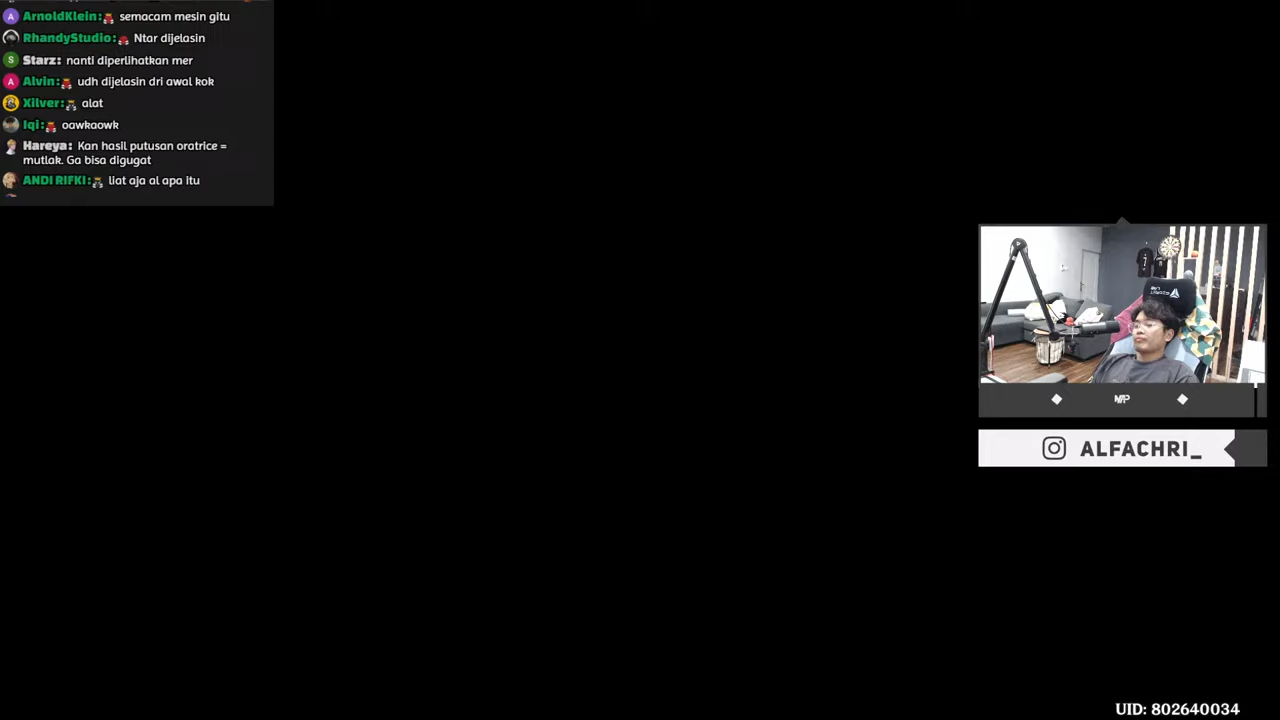 ArnoldKlein: semacam mesin gitu
RhandyStudio: Ntar dijelasin
S Starz: nanti diperlihatkan mer
A Alvin: udh dijelasin dri awal kok
Xilver: alat
Iqi: oawkaowk
Hareya: Kan hasil putusan oratrice =
mutlak. Ga bisa digugat
ANDI RIFKI: liat aja al apa itu
ALFACHRI_
UID: 802640034